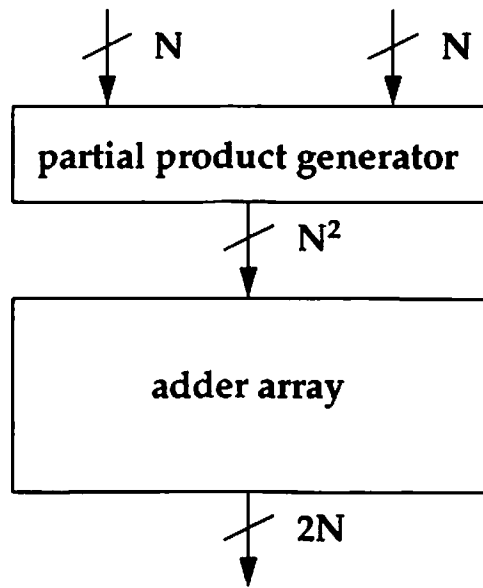 N N
partial product generator
N²
adder array
2N